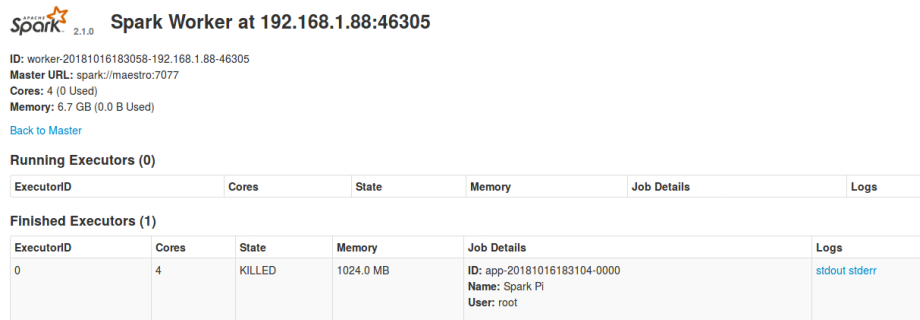 APACHE
Spark 2.1.0 Spark Worker at 192.168.1.88:46305
ID: worker-20181016183058-192.168.1.88-46305
Master URL: spark://maestro:7077
Cores: 4 (0 Used)
Memory: 6.7 GB (0.0 B Used)
Back to Master
Running Executors (0)
ExecutorID Cores State Memory Job Details Logs
Finished Executors (1)
ExecutorID Cores State Memory Job Details Logs
0 4 KILLED 1024.0 MB ID: app-20181016183104-0000 stdout stderr
Name: Spark Pi
User: root